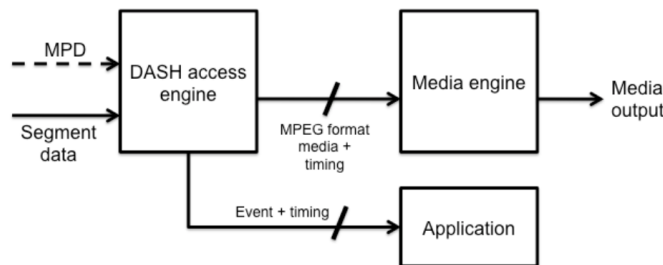 MPD
DASH access
engine
Segment
data
MPEG format
media +
timing
Media engine
Media
output
Event + timing
Application